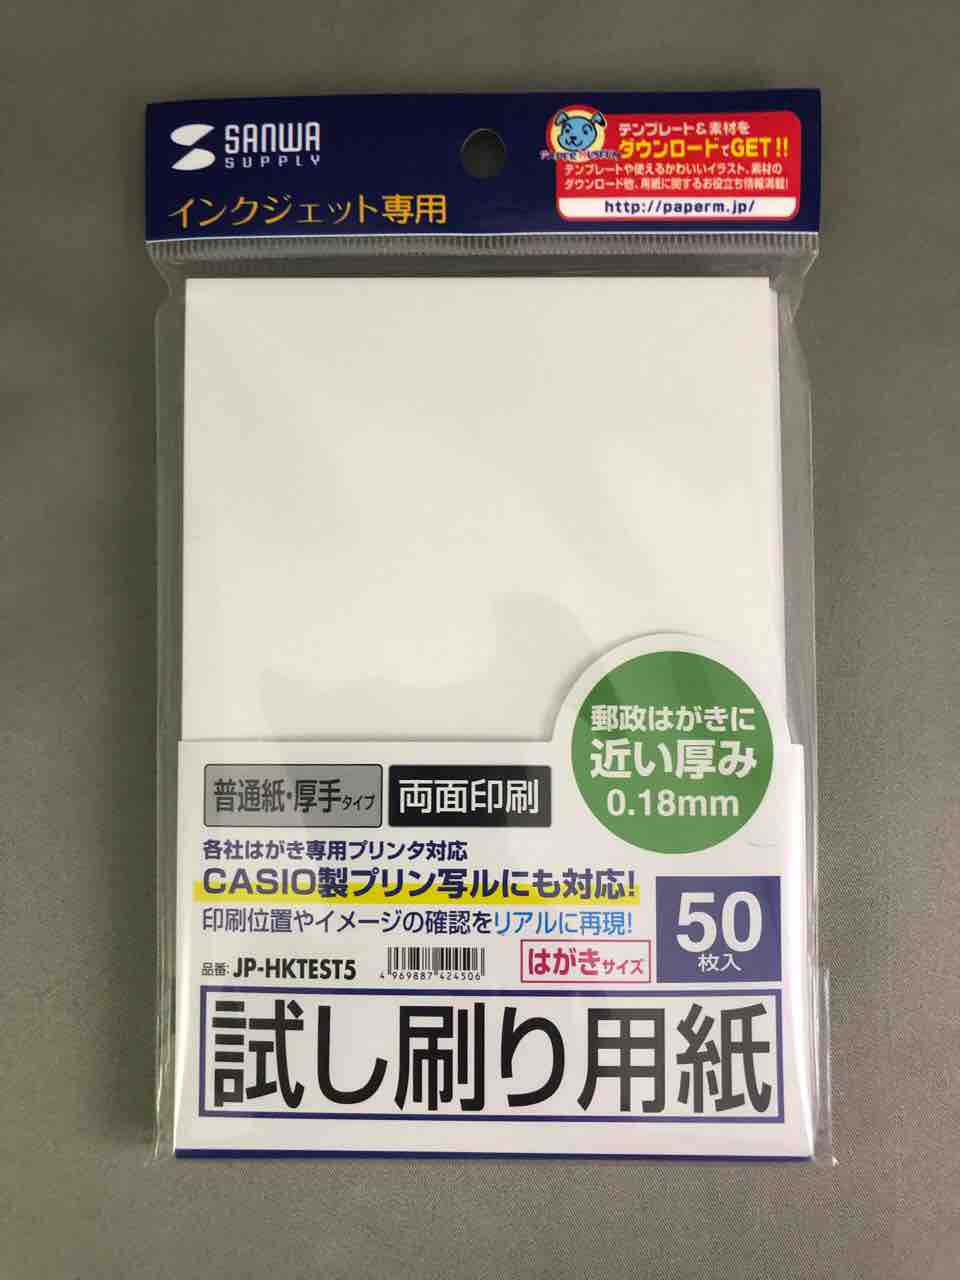 SANWA
SUPPLY
インクジェット専用
PAPER MUSEUM
テンプレート&素材を
ダウンロードでGET!!
テンプレートや使えるかわいいイラスト、素材の
ダウンロード他、用紙に関するお役立ち情報満載!
http://paperm.jp/
郵政はがきに
近い厚み
0.18mm
普通紙・厚手タイプ
両面印刷
各社はがき専用プリンタ対応
CASIO製プリン写ルにも対応!
印刷位置やイメージの確認をリアルに再現!
50
枚入
品番:JP-HKTEST5
4 969887 424506
はがきサイズ
試し刷り用紙